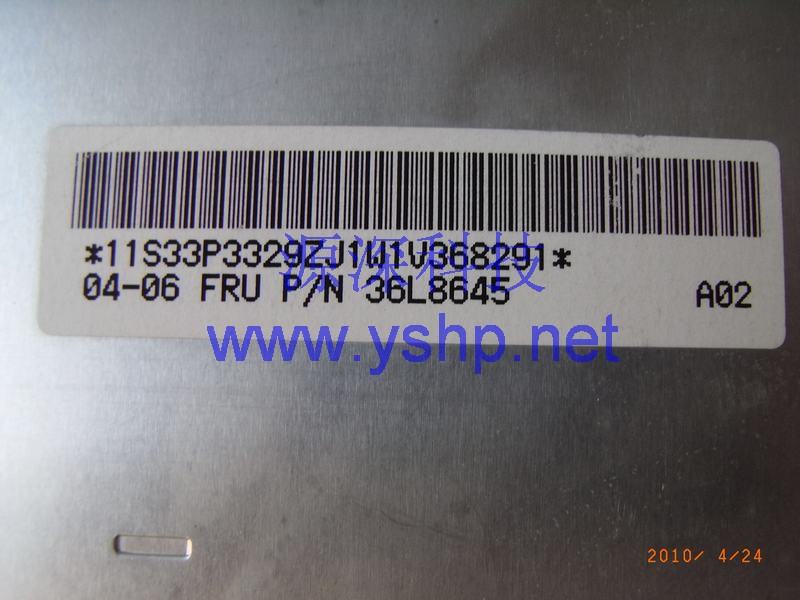 *11S33P3329ZJ1W1V368291*
源深科技
04-06 FRU P/N 36L8645 A02
www.yshp.net
2010/ 4/24